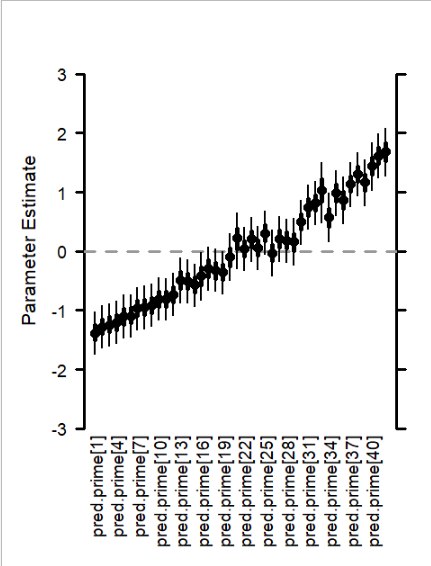 3
2
1
0
-1
-2
-3
Parameter Estimate
pred.prime[1]
pred.prime[4]
pred.prime[7]
pred.prime[10]
pred.prime[13]
pred.prime[16]
pred.prime[19]
pred.prime[22]
pred.prime[25]
pred.prime[28]
pred.prime[31]
pred.prime[34]
pred.prime[37]
pred.prime[40]